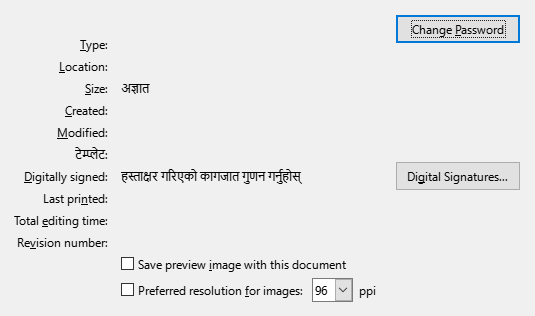 Change Password
Type:
Location:
Size: अज्ञात
Created:
Modified:
टेम्प्लेट:
Digitally signed: हस्ताक्षर गरिएको कागजात गुणन गर्नुहोस् Digital Signatures...
Last printed:
Total editing time:
Revision number:
Save preview image with this document
Preferred resolution for images: 96 ppi